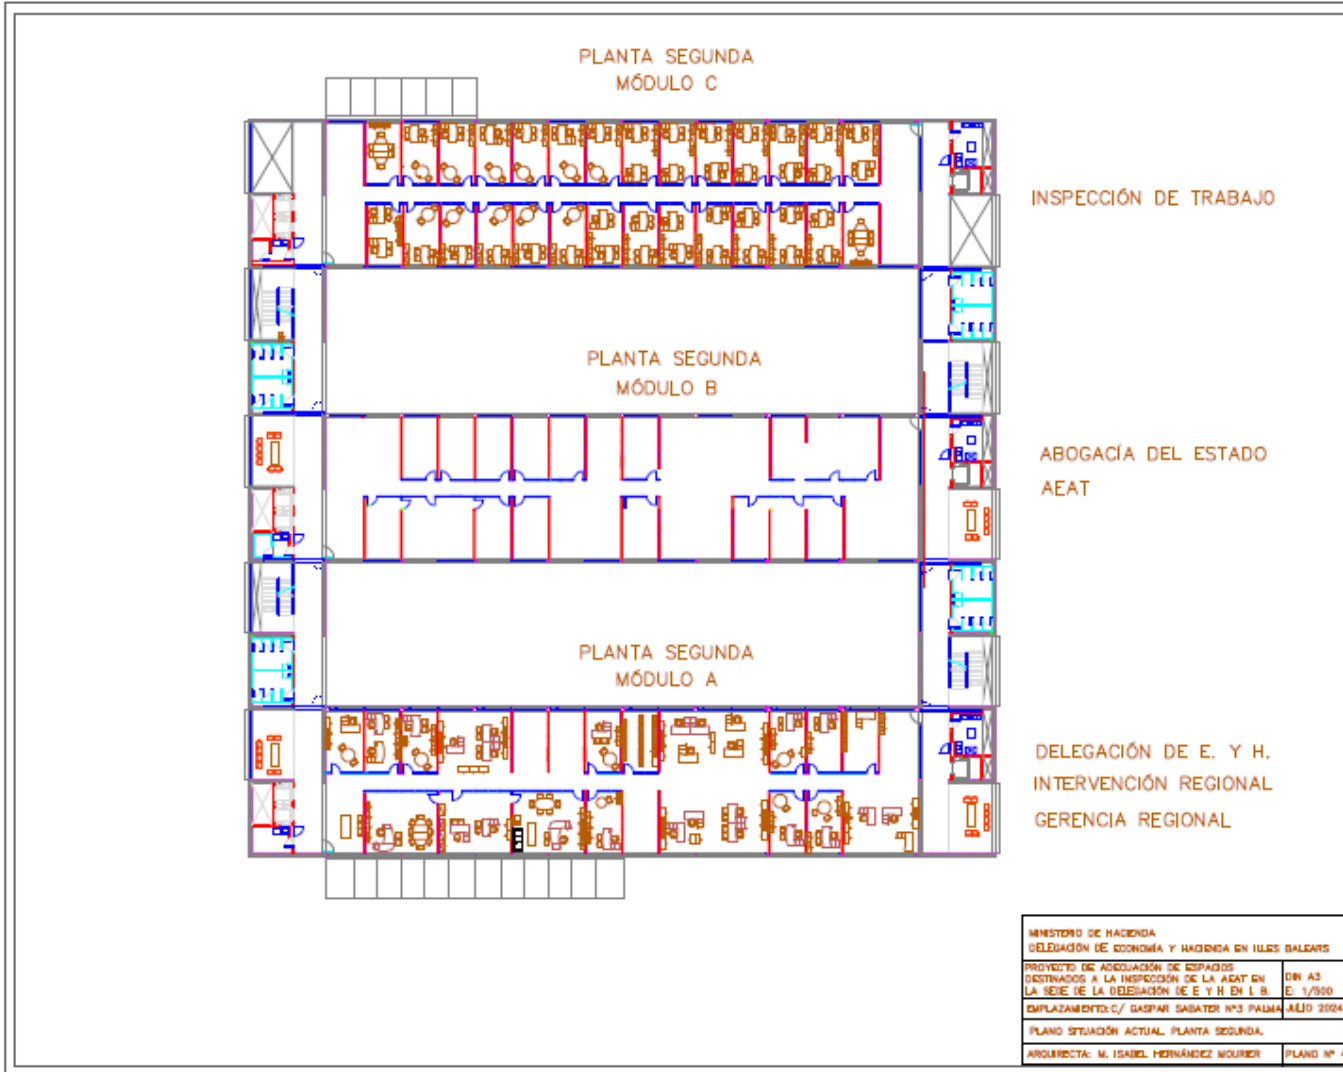 PLANTA SEGUNDA
MÓDULO C
INSPECCIÓN DE TRABAJO
PLANTA SEGUNDA
MÓDULO B
ABOGACÍA DEL ESTADO
AEAT
PLANTA SEGUNDA
MÓDULO A
DELEGACIÓN DE E. Y H.
INTERVENCIÓN REGIONAL
GERENCIA REGIONAL
MINISTERIO DE HACIENDA
DELEGACIÓN DE ECONOMÍA Y HACIENDA EN ILLES BALEARS
PROYECTO DE ADECUACIÓN DE ESPACIOS
DESTINADOS A LA INSPECCIÓN DE LA AEAT EN
LA SEDE DE LA DELEGACIÓN DE E Y H EN I. B.
DIN A3
E: 1/500
EMPLAZAMIENTO:C/ GASPAR SABATER Nº3 PALMA
JULIO 2024
PLANO SITUACIÓN ACTUAL. PLANTA SEGUNDA.
ARQUIRECTA: M. ISABEL HERNÁNDEZ MOURIER
PLANO Nº